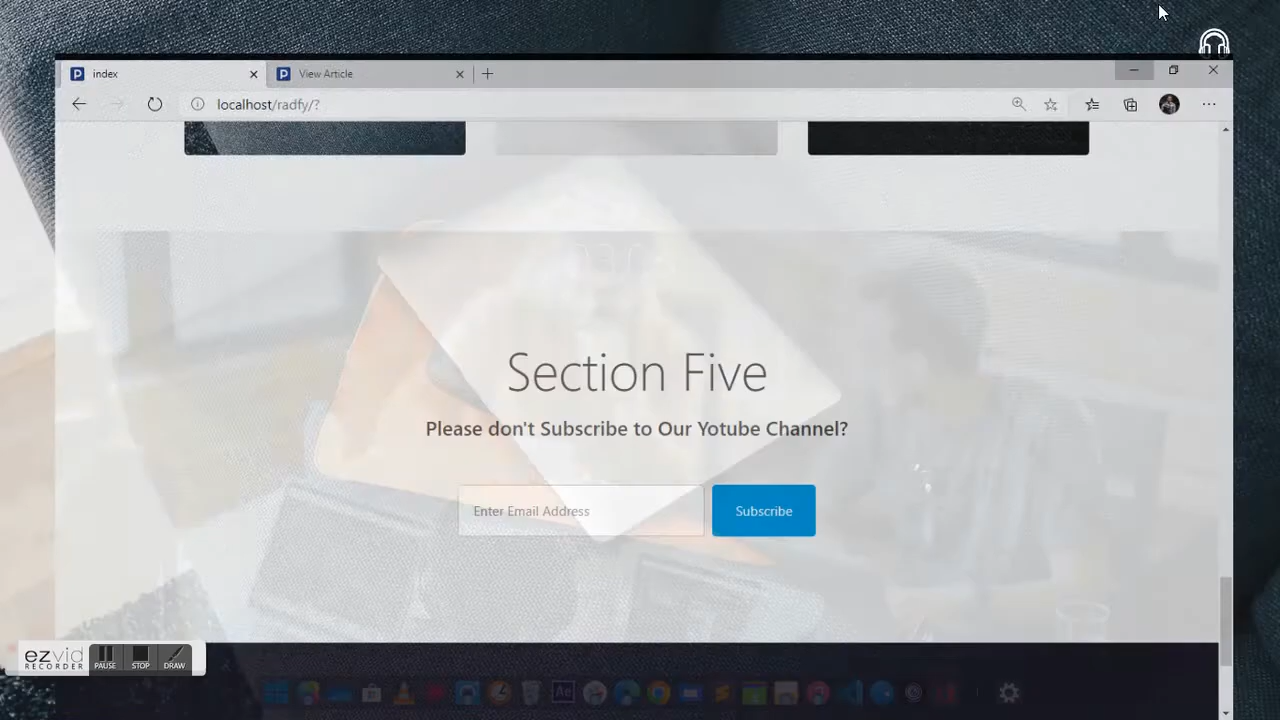 index
View Article
localhost/radfy/?
Section Five
Please don't Subscribe to Our Yotube Channel?
Enter Email Address
Subscribe
ezvid
RECORDER
PAUSE
STOP
DRAW
Ae